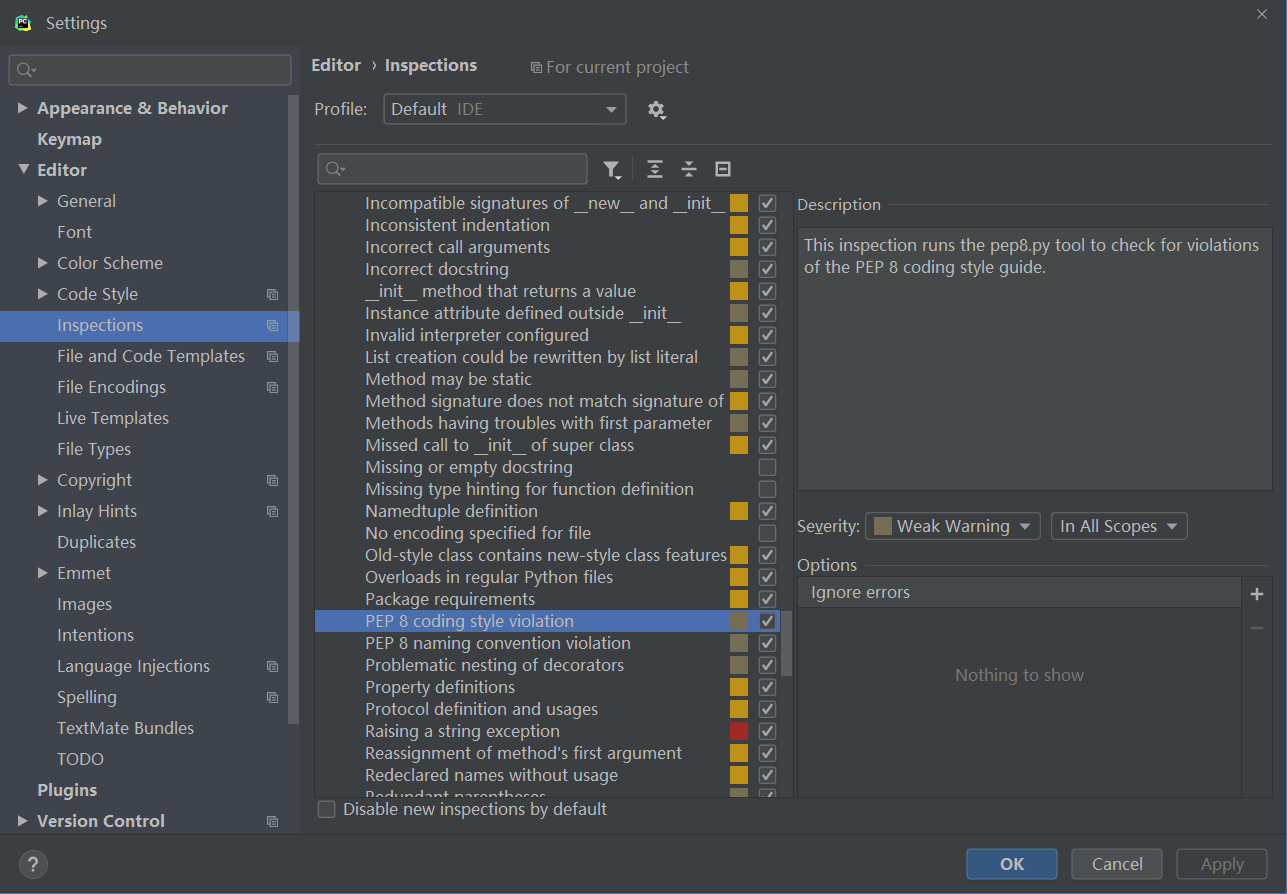 Settings
Editor › Inspections
For current project
Profile:
Default IDE
Appearance & Behavior
Keymap
Editor
General
Font
Color Scheme
Code Style
Inspections
File and Code Templates
File Encodings
Live Templates
File Types
Copyright
Inlay Hints
Duplicates
Emmet
Images
Intentions
Language Injections
Spelling
TextMate Bundles
TODO
Plugins
Version Control
Incompatible signatures of __new__ and __init__
Inconsistent indentation
Incorrect call arguments
Incorrect docstring
__init__ method that returns a value
Instance attribute defined outside __init__
Invalid interpreter configured
List creation could be rewritten by list literal
Method may be static
Method signature does not match signature of
Methods having troubles with first parameter
Missed call to __init__ of super class
Missing or empty docstring
Missing type hinting for function definition
Namedtuple definition
No encoding specified for file
Old-style class contains new-style class features
Overloads in regular Python files
Package requirements
PEP 8 coding style violation
PEP 8 naming convention violation
Problematic nesting of decorators
Property definitions
Protocol definition and usages
Raising a string exception
Reassignment of method's first argument
Redeclared names without usage
Redundant parentheses
Disable new inspections by default
Description
This inspection runs the pep8.py tool to check for violations
of the PEP 8 coding style guide.
Severity:
Weak Warning
In All Scopes
Options
Ignore errors
Nothing to show
?
OK
Cancel
Apply